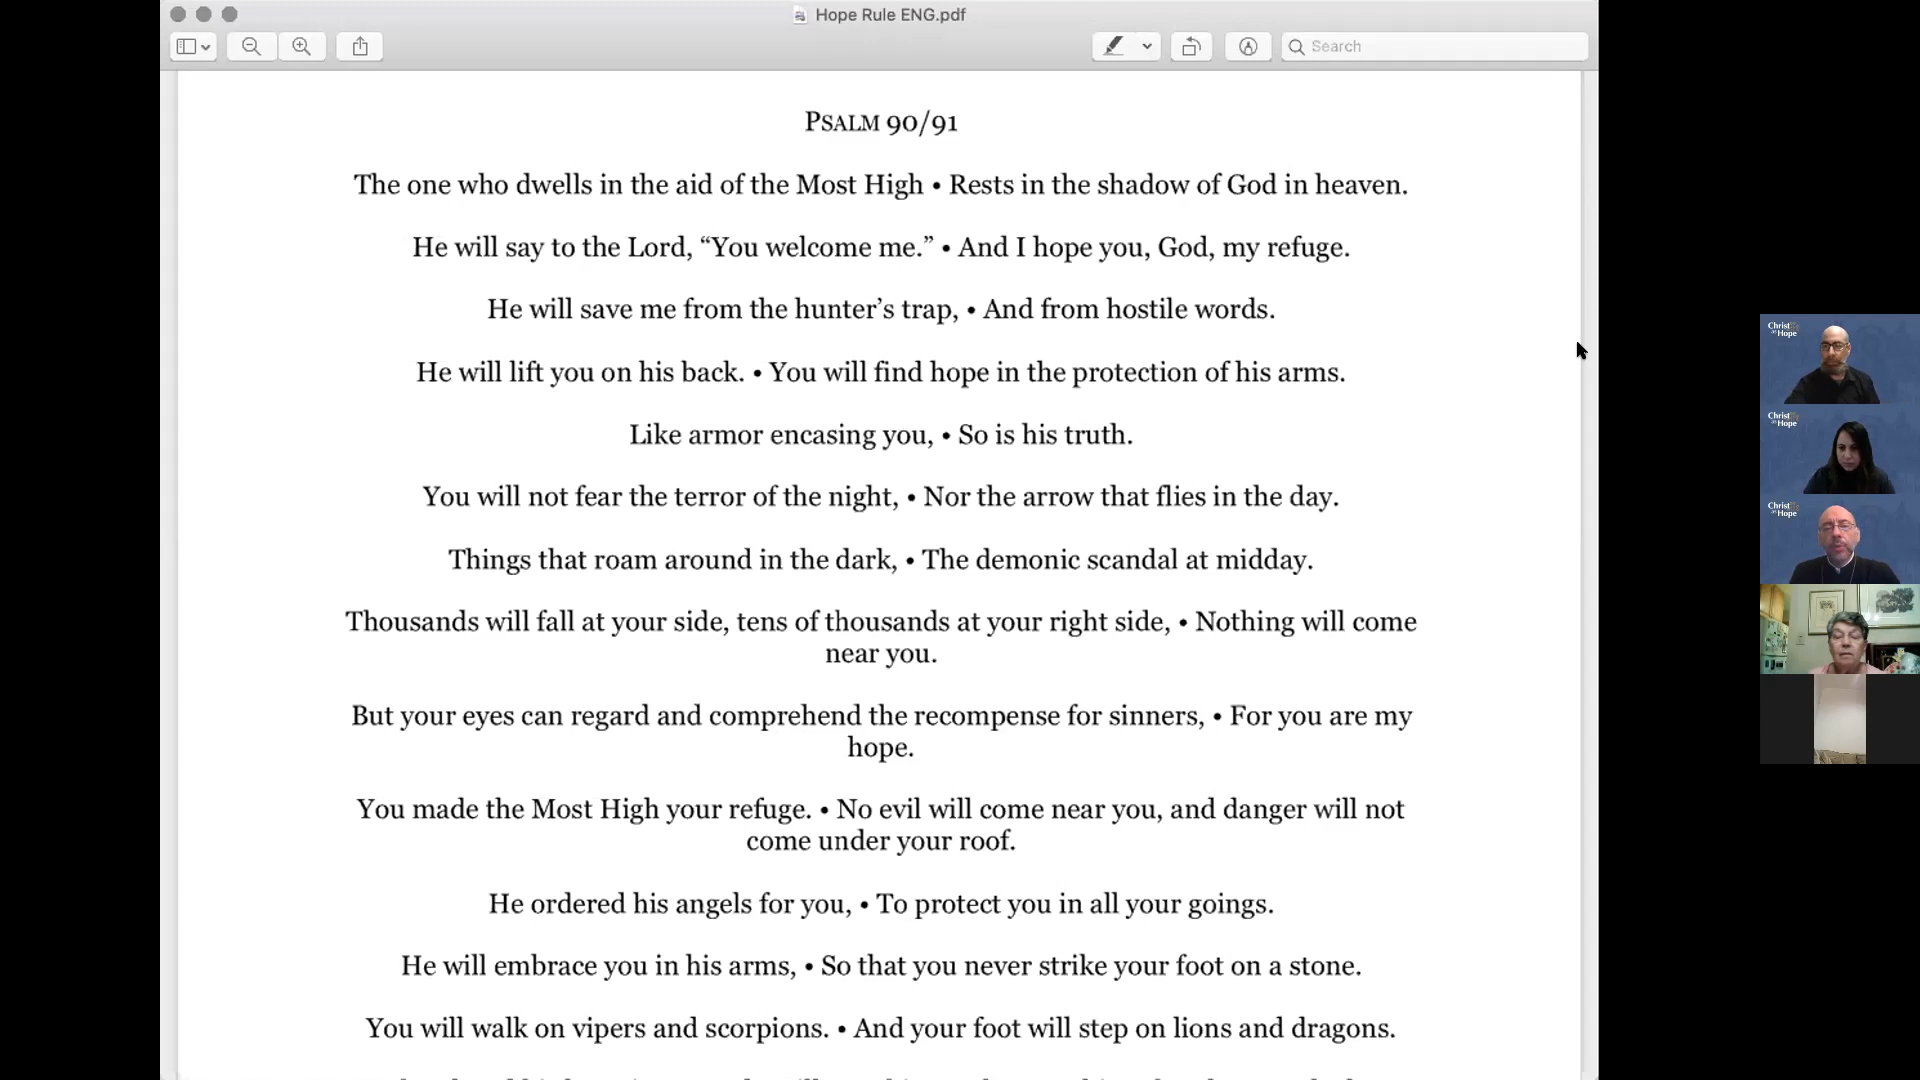 Hope Rule ENG.pdf
Search
PSALM 90/91
The one who dwells in the aid of the Most High • Rests in the shadow of God in heaven.
He will say to the Lord, “You welcome me.” • And I hope you, God, my refuge.
He will save me from the hunter’s trap, • And from hostile words.
He will lift you on his back. • You will find hope in the protection of his arms.
Like armor encasing you, • So is his truth.
You will not fear the terror of the night, • Nor the arrow that flies in the day.
Things that roam around in the dark, • The demonic scandal at midday.
Thousands will fall at your side, tens of thousands at your right side, • Nothing will come
near you.
But your eyes can regard and comprehend the recompense for sinners, • For you are my
hope.
You made the Most High your refuge. • No evil will come near you, and danger will not
come under your roof.
He ordered his angels for you, • To protect you in all your goings.
He will embrace you in his arms, • So that you never strike your foot on a stone.
You will walk on vipers and scorpions. • And your foot will step on lions and dragons.
Christ
Hope
Christ
Hope
Christ
Hope